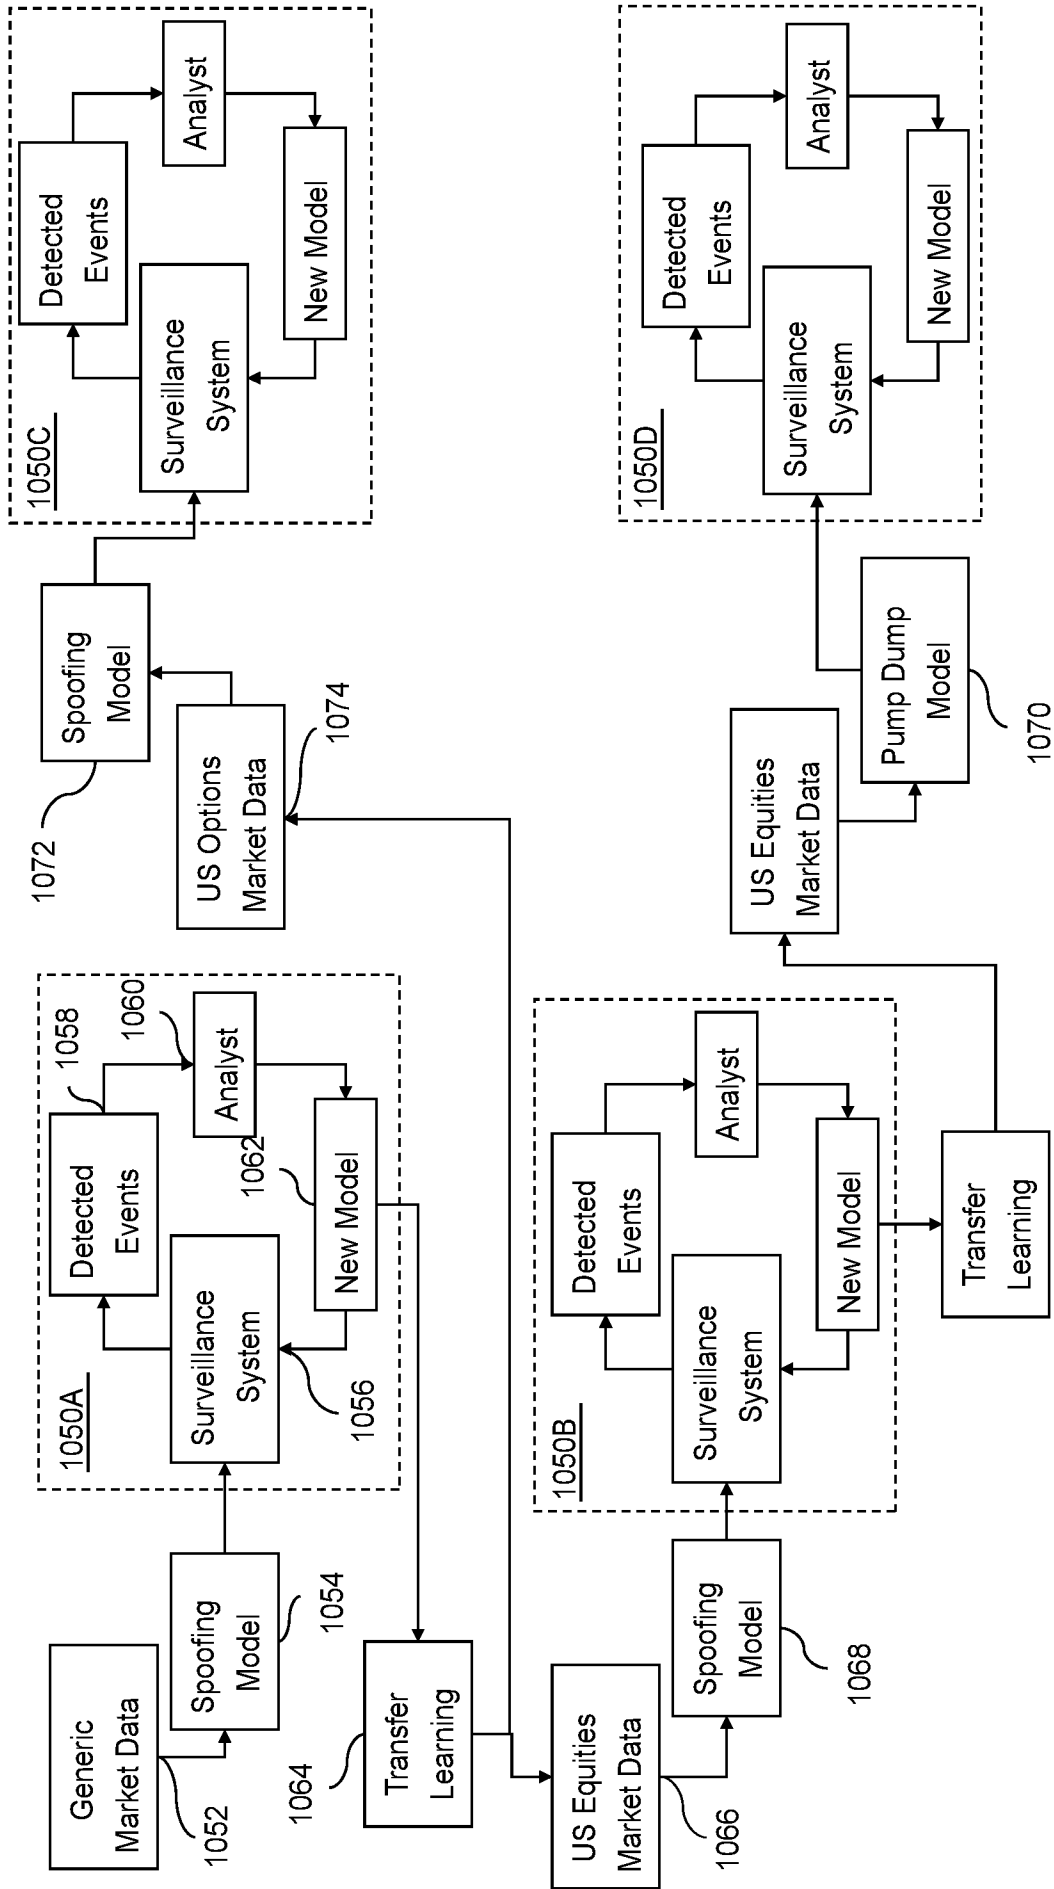 Generic
Market Data
1052
Spoofing
Model
1054
1050A
Surveillance
System
1056
Detected
Events
1058
Analyst
1060
New Model
1062
Transfer
Learning
1064
US Options
Market Data
1074
Spoofing
Model
1072
1050C
Surveillance
System
Detected
Events
Analyst
New Model
US Equities
Market Data
1066
Spoofing
Model
1068
1050B
Surveillance
System
Detected
Events
Analyst
New Model
Transfer
Learning
US Equities
Market Data
Pump Dump
Model
1070
1050D
Surveillance
System
Detected
Events
Analyst
New Model